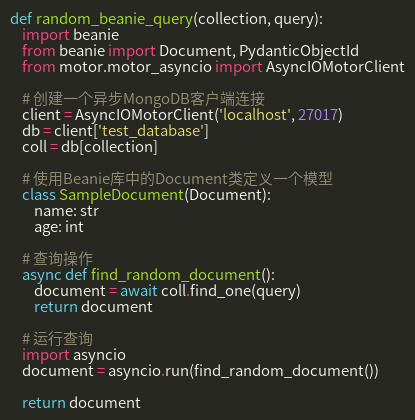 def random_beanie_query(collection, query):
    import beanie
    from beanie import Document, PydanticObjectId
    from motor.motor_asyncio import AsyncIOMotorClient

    # 创建一个异步MongoDB客户端连接
    client = AsyncIOMotorClient('localhost', 27017)
    db = client['test_database']
    coll = db[collection]

    # 使用Beanie库中的Document类定义一个模型
    class SampleDocument(Document):
        name: str
        age: int

    # 查询操作
    async def find_random_document():
        document = await coll.find_one(query)
        return document

    # 运行查询
    import asyncio
    document = asyncio.run(find_random_document())

    return document